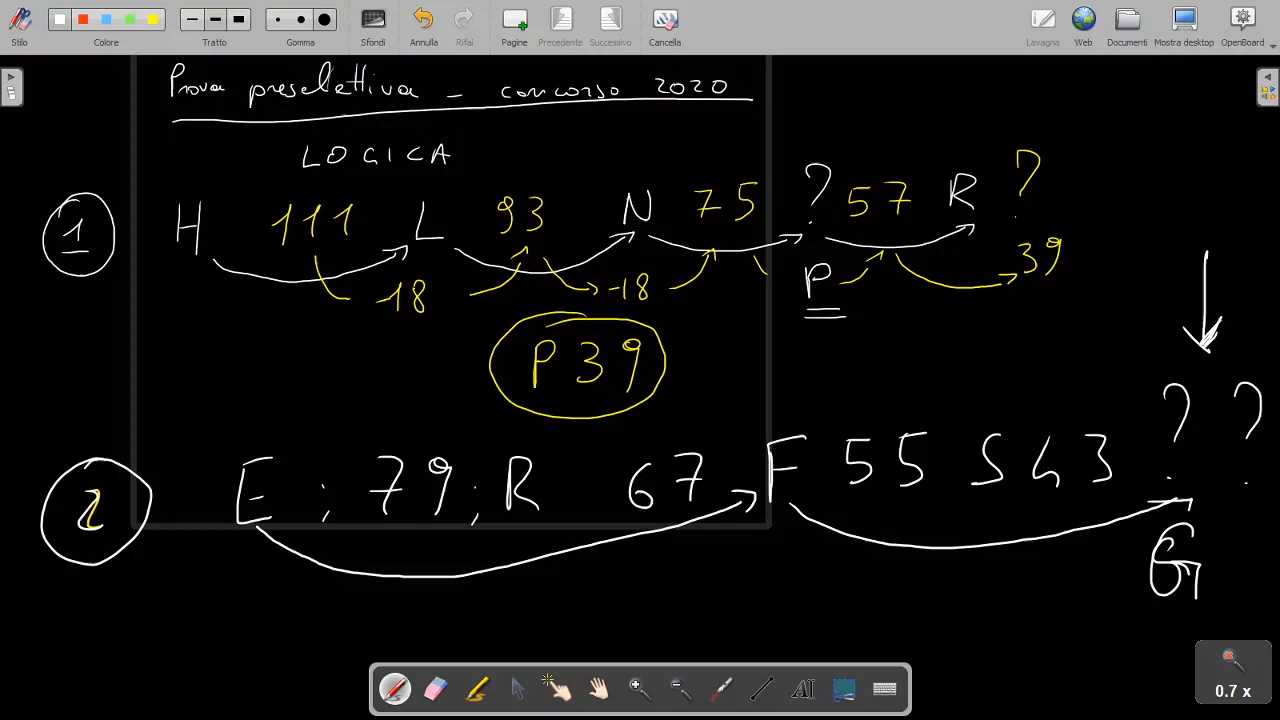 Stilo Colore Tratto Gomma Sfondi Annulla Rifai Pagine Precedente Successivo Cancella Lavagna Web Documenti Mostra desktop OpenBoard
Prova preselettiva - concorso 2020
LOGICA
1 H 111 L 93 N 75 ? 57 R ?
-18 -18 P 39
P 39
2 E ; 79 ; R 67 F 55 S 43 ? ?
G
0.7 x